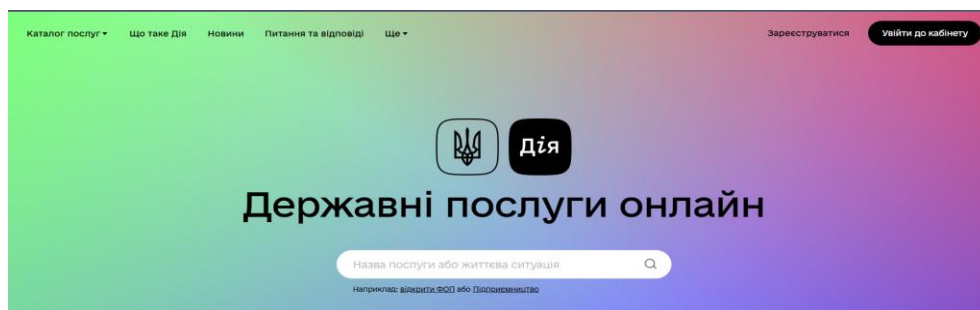 Каталог послуг Що таке Дія Новини Питання та відповіді Ще Зареєструватися Увійти до кабінету
Дія
Державні послуги онлайн
Назва послуги або життєва ситуація
Наприклад: відкрити ФОП або Підприємництво